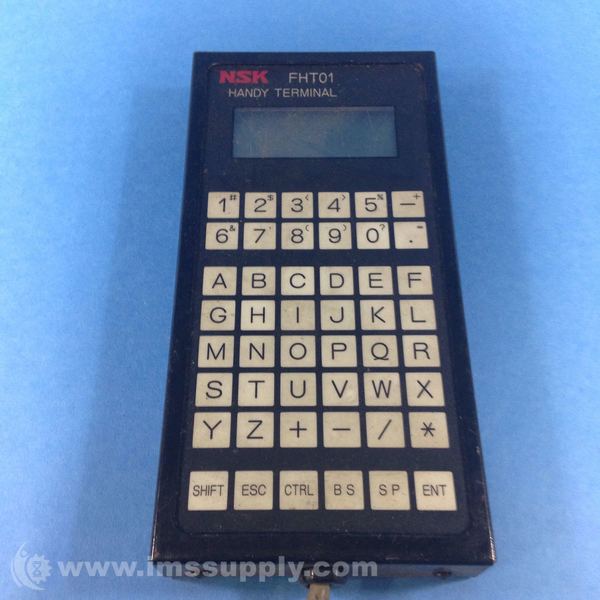 NSK FHT01
HANDY TERMINAL
1# 2$ 3< 4> 5% —+
6& 7' 8( 9) 0? .=
A B C D E F
G H I J K L
M N O P Q R
S T U V W X
Y Z + − / *
SHIFT ESC CTRL BS SP ENT
www.imssupply.com